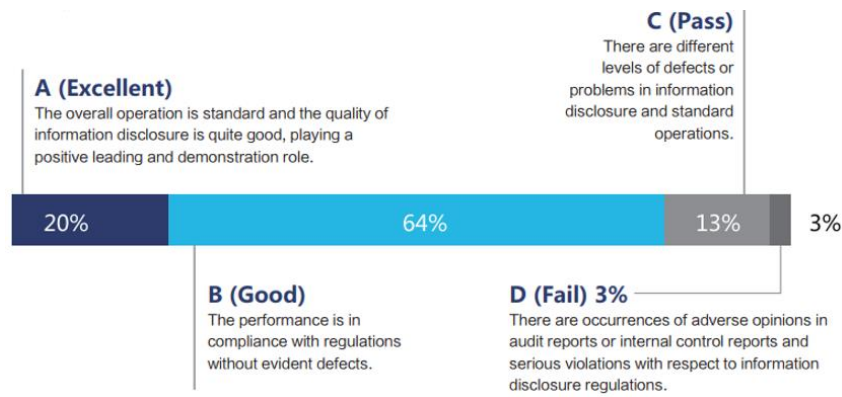 C (Pass)
There are different
levels of defects or
problems in information
disclosure and standard
operations.
A (Excellent)
The overall operation is standard and the quality of
information disclosure is quite good, playing a
positive leading and demonstration role.
20%
64%
13%
3%
B (Good)
The performance is in
compliance with regulations
without evident defects.
D (Fail) 3%
There are occurrences of adverse opinions in
audit reports or internal control reports and
serious violations with respect to information
disclosure regulations.